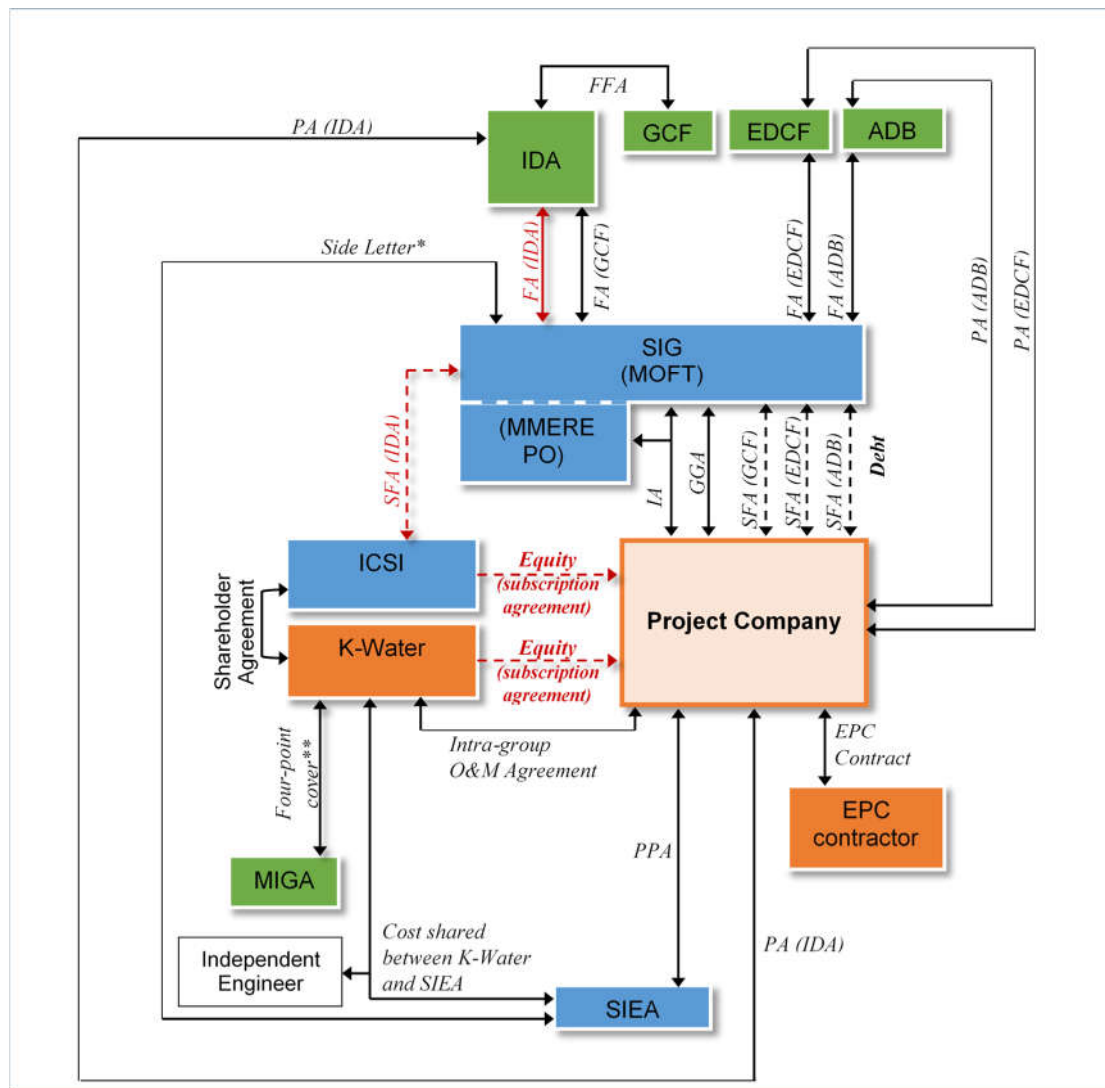 FFA
PA (IDA)
IDA
GCF
EDCF
ADB
Side Letter*
FA (IDA)
FA (GCF)
FA (EDCF)
FA (ADB)
PA (ADB)
PA (EDCF)
SIG
(MOFT)
(MMERE
PO)
SFA (IDA)
IA
GGA
SFA (GCF)
SFA (EDCF)
SFA (ADB)
Debt
ICSI
Equity
(subscription
agreement)
Shareholder
Agreement
K-Water
Equity
(subscription
agreement)
Project Company
Four-point
cover**
Intra-group
O&M Agreement
EPC
Contract
EPC
contractor
PPA
MIGA
Cost shared
between K-Water
and SIEA
PA (IDA)
Independent
Engineer
SIEA